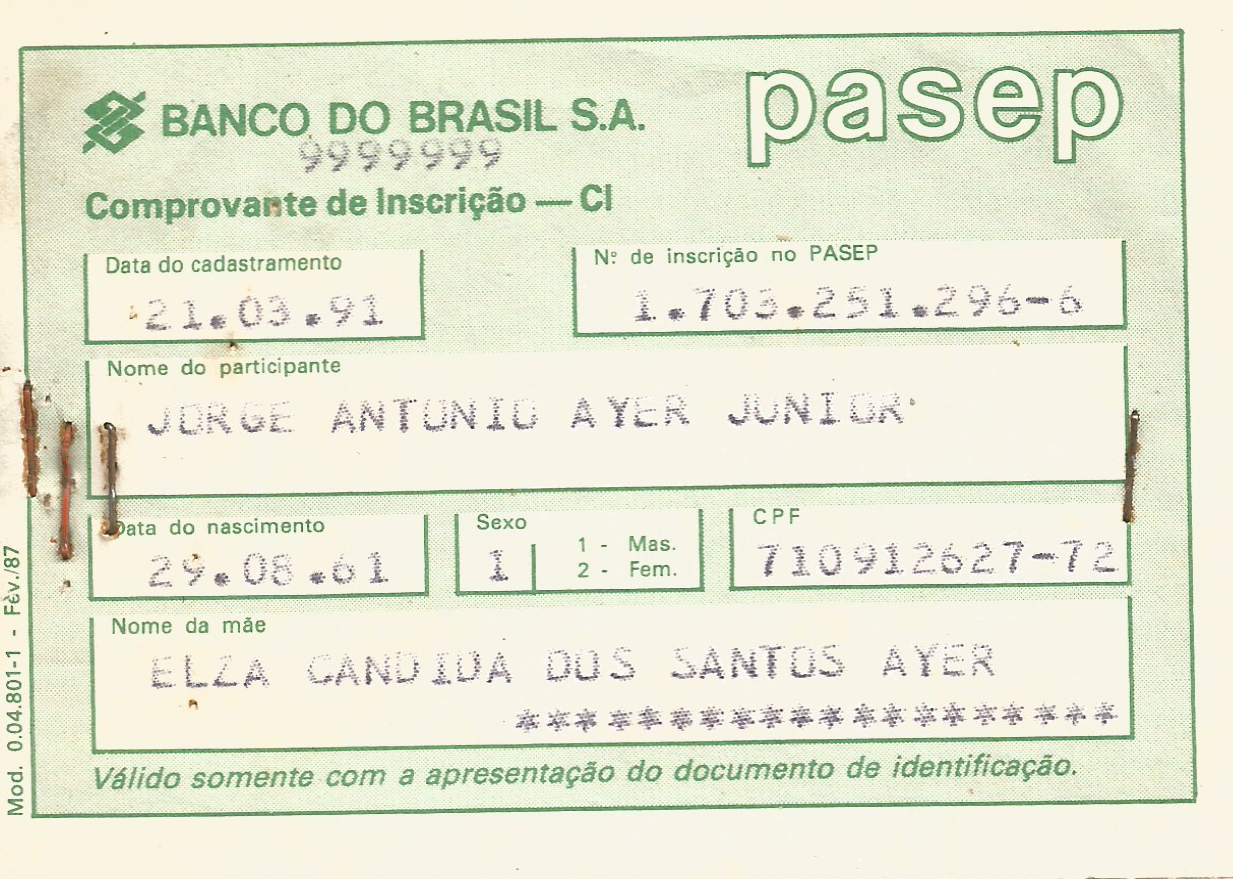 BANCO DO BRASIL S.A.
pasep
9999999
Comprovante de Inscrição — CI
Data do cadastramento
21.03.91
Nº de inscrição no PASEP
1.703.251.296-6
Nome do participante
JORGE ANTONIO AYER JUNIOR
Data do nascimento
29.08.61
Sexo
1
1 - Mas.
2 - Fem.
CPF
710912627-72
Nome da mãe
ELZA CANDIDA DOS SANTOS AYER
********************
Válido somente com a apresentação do documento de identificação.
Mod. 0.04.801-1 - Fev./87